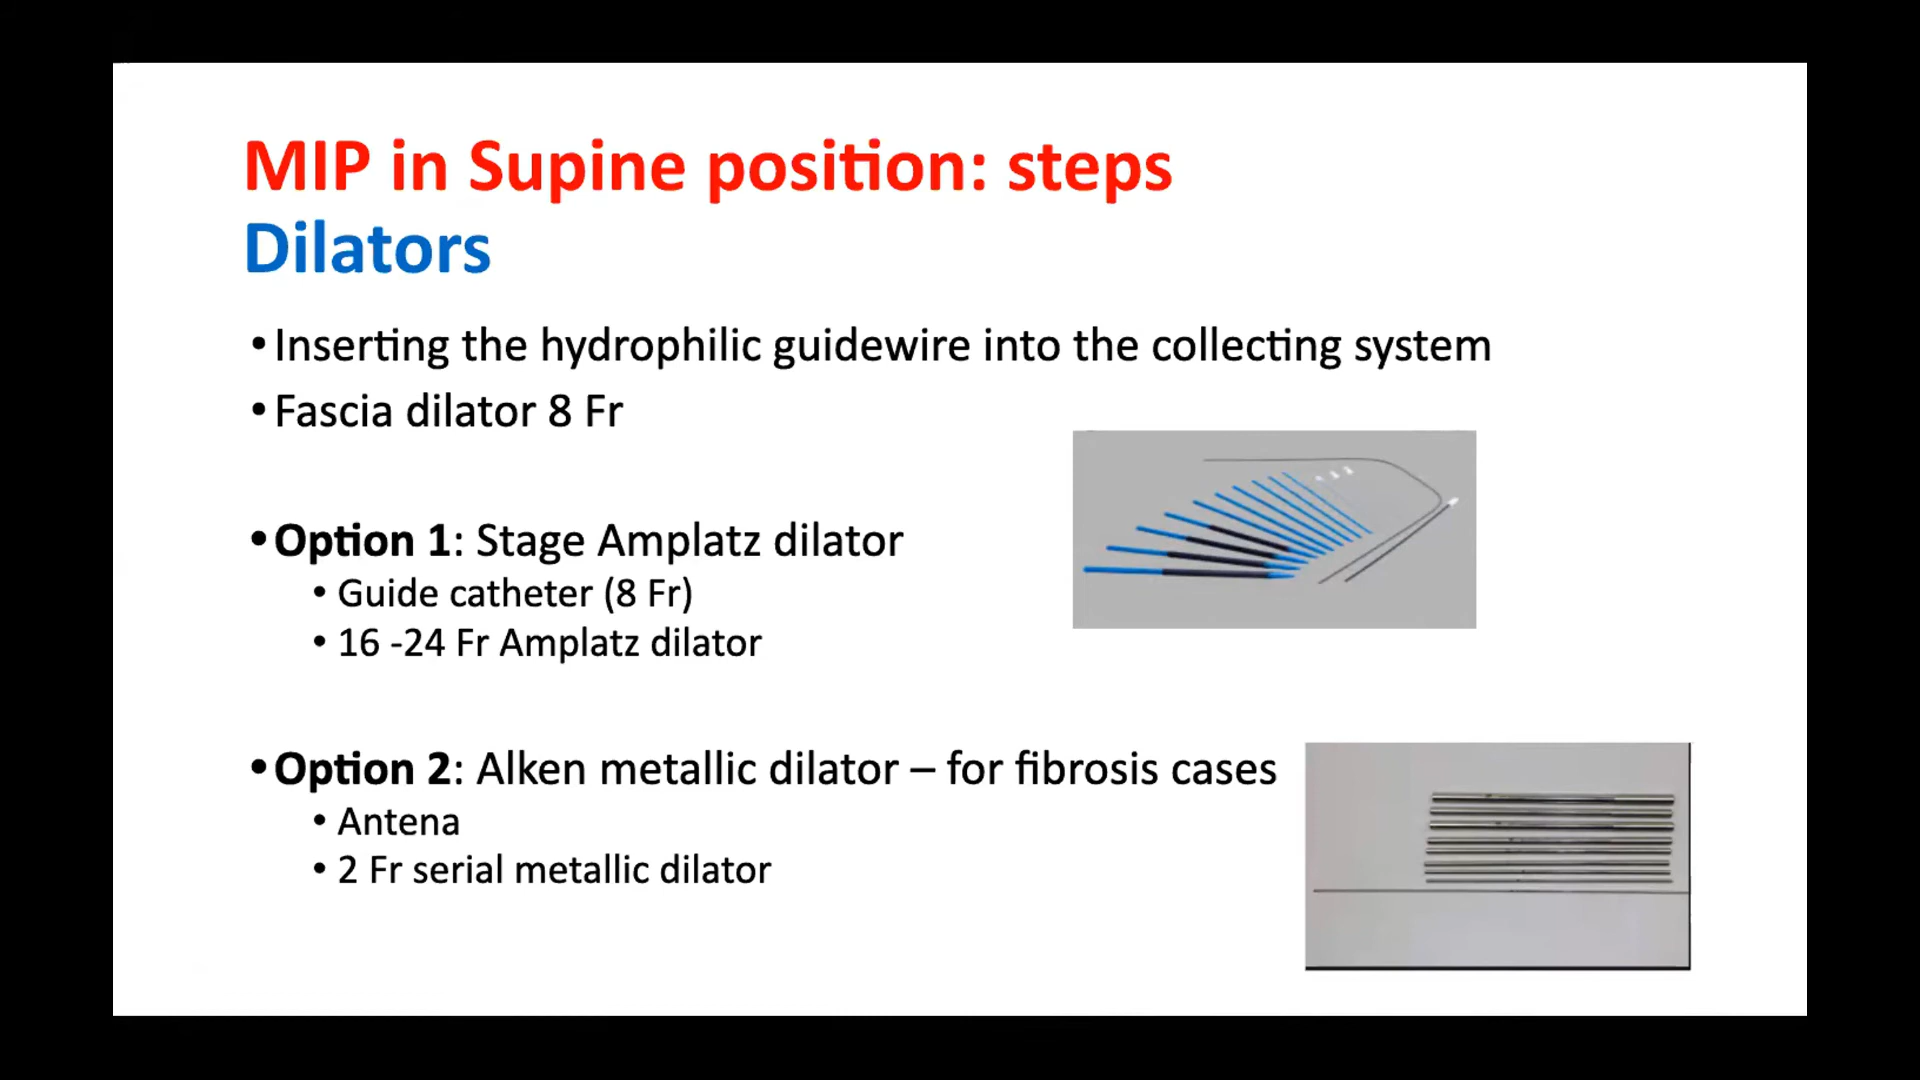 MIP in Supine position: steps
Dilators
• Inserting the hydrophilic guidewire into the collecting system
• Fascia dilator 8 Fr
• Option 1: Stage Amplatz dilator
• Guide catheter (8 Fr)
• 16 -24 Fr Amplatz dilator
• Option 2: Alken metallic dilator – for fibrosis cases
• Antena
• 2 Fr serial metallic dilator